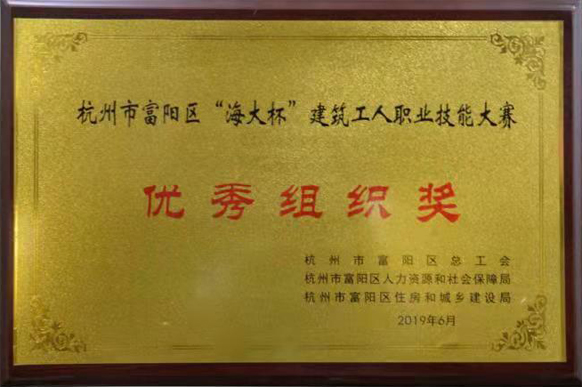 杭州市富阳区“海大杯”建筑工人职业技能大赛
优秀组织奖
杭州市富阳区总工会
杭州市富阳区人力资源和社会保障局
杭州市富阳区住房和城乡建设局
2019年6月